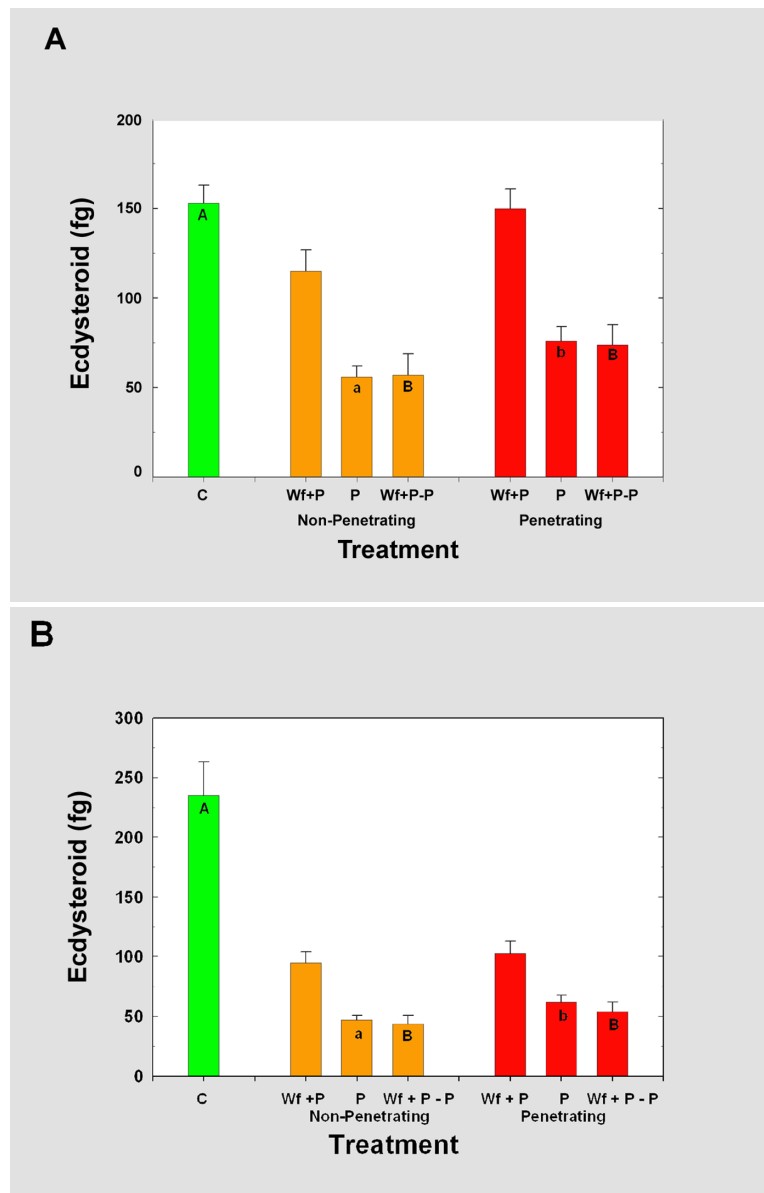 A
Ecdysteroid (fg)
200
150
100
50
0
A
a
B
b
B
C
Wf+P P Wf+P-P
Wf+P P Wf+P-P
Non-Penetrating
Penetrating
Treatment
B
Ecdysteroid (fg)
300
250
200
150
100
50
0
A
a
B
b
B
C
Wf +P P Wf + P - P
Wf + P P Wf + P - P
Non-Penetrating
Penetrating
Treatment